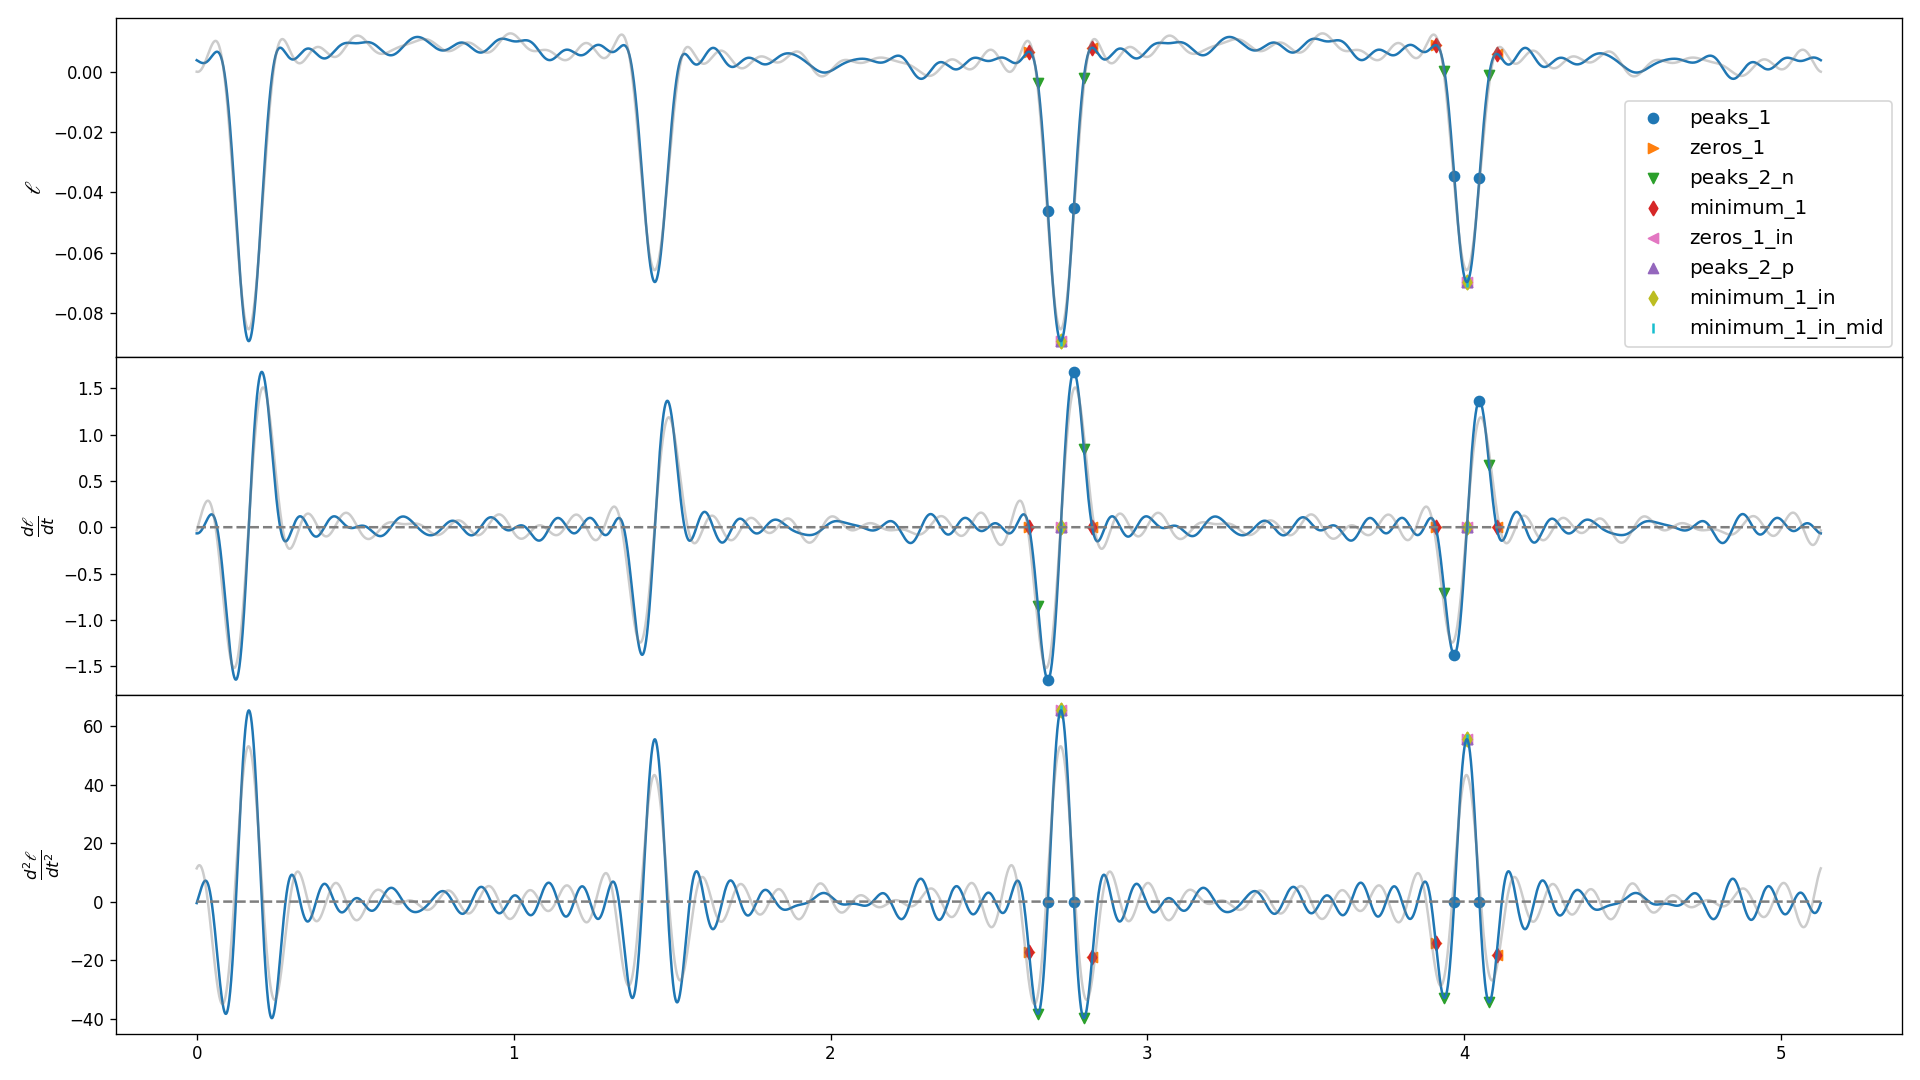 0.00
−0.02
−0.04
−0.06
−0.08
ℓ
peaks_1
zeros_1
peaks_2_n
minimum_1
zeros_1_in
peaks_2_p
minimum_1_in
minimum_1_in_mid
1.5
1.0
0.5
0.0
−0.5
−1.0
−1.5
dℓ/dt
60
40
20
0
−20
−40
d²ℓ/dt²
0 1 2 3 4 5